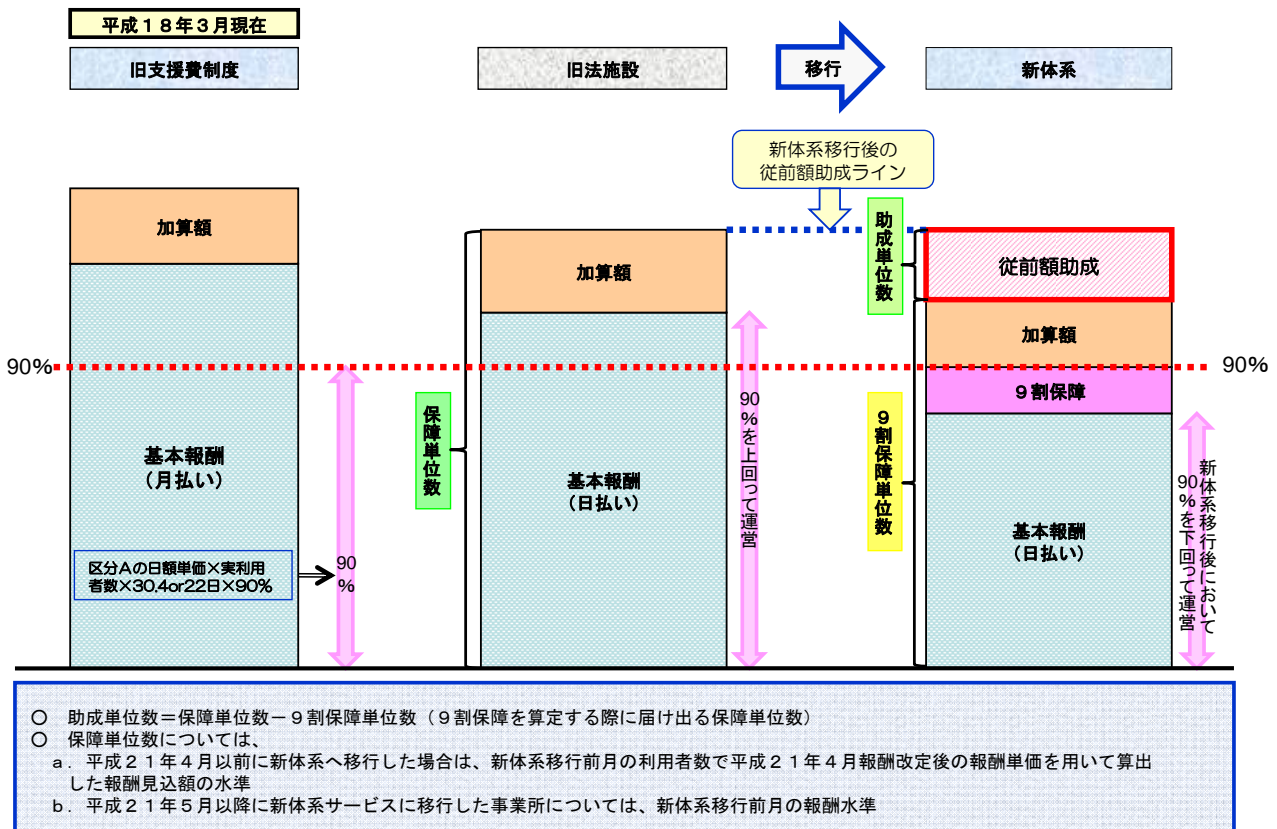 平成１８年３月現在
旧支援費制度
旧法施設
移行
新体系
新体系移行後の
従前額助成ライン
加算額
基本報酬
（月払い）
区分Aの日額単価×実利用
者数×30.4or22日×90%
90%
90
%
保障単位数
加算額
基本報酬
（日払い）
90%を上回って運営
助成単位数
９割保障単位数
従前額助成
加算額
９割保障
基本報酬
（日払い）
90%
新体系移行後において
90%を下回って運営
○　助成単位数＝保障単位数－９割保障単位数（９割保障を算定する際に届け出る保障単位数）
○　保障単位数については、
ａ．平成２１年４月以前に新体系へ移行した場合は、新体系移行前月の利用者数で平成２１年４月報酬改定後の報酬単価を用いて算出
した報酬見込額の水準
ｂ．平成２１年５月以降に新体系サービスに移行した事業所については、新体系移行前月の報酬水準